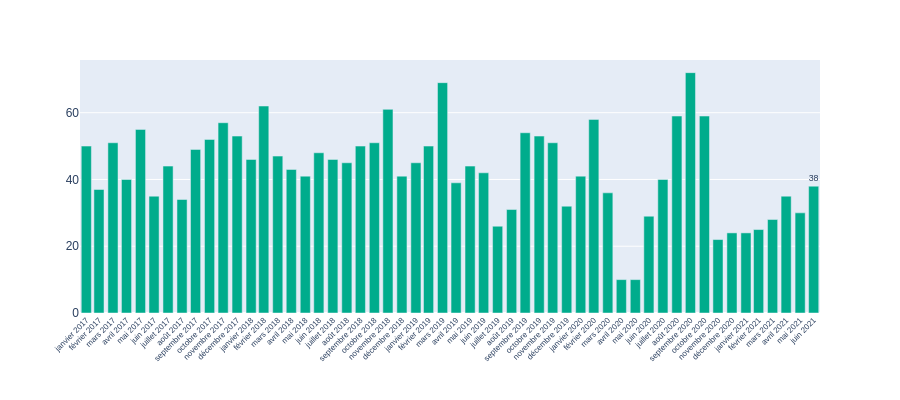 60
40
20
0
38
janvier 2017
février 2017
mars 2017
avril 2017
mai 2017
juin 2017
juillet 2017
août 2017
septembre 2017
octobre 2017
novembre 2017
décembre 2017
janvier 2018
février 2018
mars 2018
avril 2018
mai 2018
juin 2018
juillet 2018
août 2018
septembre 2018
octobre 2018
novembre 2018
décembre 2018
janvier 2019
février 2019
mars 2019
avril 2019
mai 2019
juin 2019
juillet 2019
août 2019
septembre 2019
octobre 2019
novembre 2019
décembre 2019
janvier 2020
février 2020
mars 2020
avril 2020
mai 2020
juin 2020
juillet 2020
août 2020
septembre 2020
octobre 2020
novembre 2020
décembre 2020
janvier 2021
février 2021
mars 2021
avril 2021
mai 2021
juin 2021